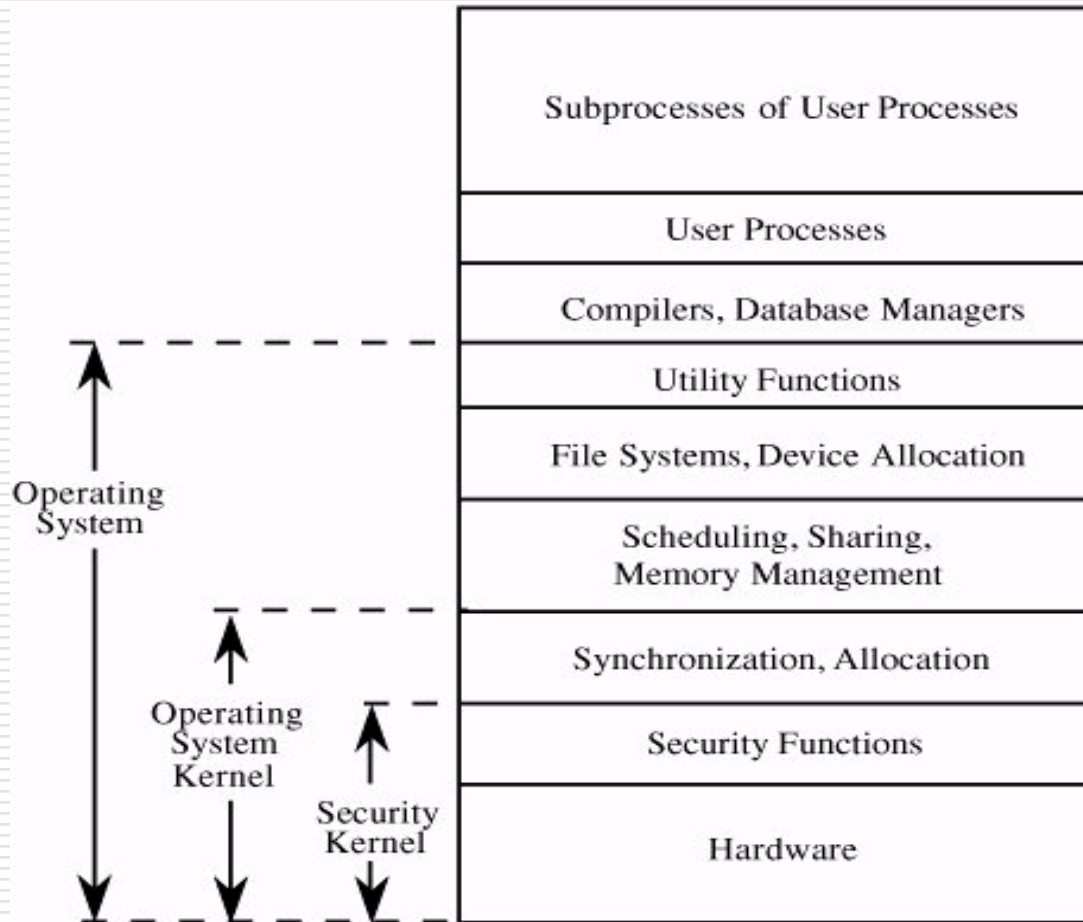 Subprocesses of User Processes
User Processes
Compilers, Database Managers
Utility Functions
File Systems, Device Allocation
Operating
System
Scheduling, Sharing,
Memory Management
Synchronization, Allocation
Operating
System
Kernel
Security Functions
Security
Kernel
Hardware